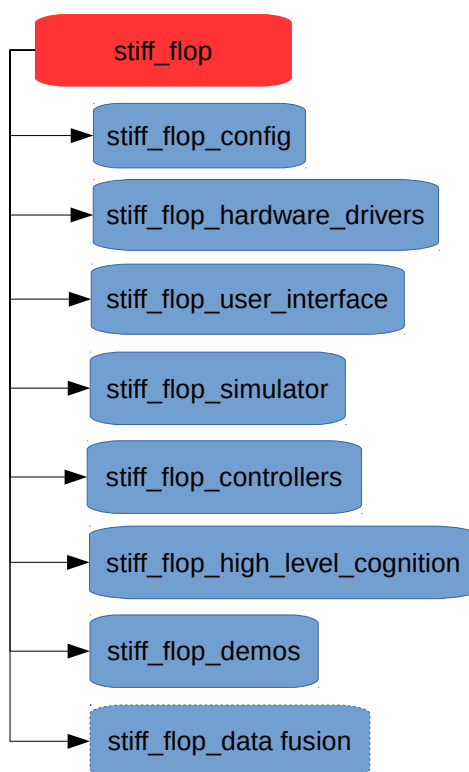 stiff_flop
stiff_flop_config
stiff_flop_hardware_drivers
stiff_flop_user_interface
stiff_flop_simulator
stiff_flop_controllers
stiff_flop_high_level_cognition
stiff_flop_demos
stiff_flop_data fusion